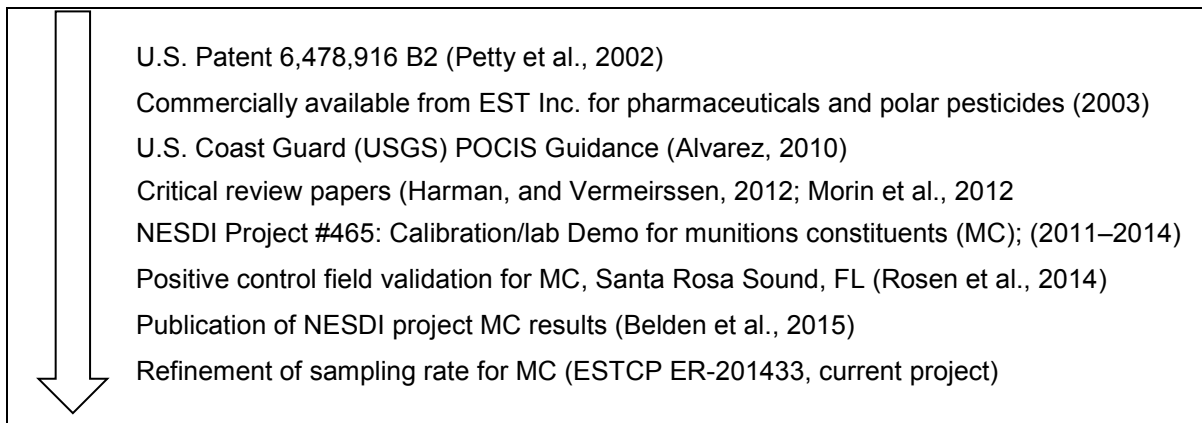 U.S. Patent 6,478,916 B2 (Petty et al., 2002)
Commercially available from EST Inc. for pharmaceuticals and polar pesticides (2003)
U.S. Coast Guard (USGS) POCIS Guidance (Alvarez, 2010)
Critical review papers (Harman, and Vermeirssen, 2012; Morin et al., 2012
NESDI Project #465: Calibration/lab Demo for munitions constituents (MC); (2011–2014)
Positive control field validation for MC, Santa Rosa Sound, FL (Rosen et al., 2014)
Publication of NESDI project MC results (Belden et al., 2015)
Refinement of sampling rate for MC (ESTCP ER-201433, current project)